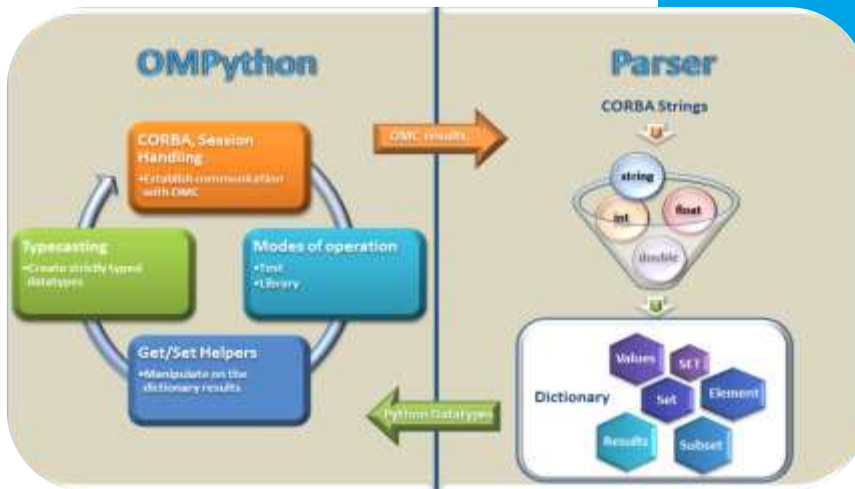 OMPython
CORBA, Session
Handling
•Establish communication
with OMC
Typecasting
•Create strictly typed
datatypes
Modes of operation
•Test
•Library
Get/Set Helpers
•Manipulate on the
dictionary results
OMC results
Python Datatypes
Parser
CORBA Strings
string
int
float
double
Dictionary
Values
SET
Set
Element
Results
Subset